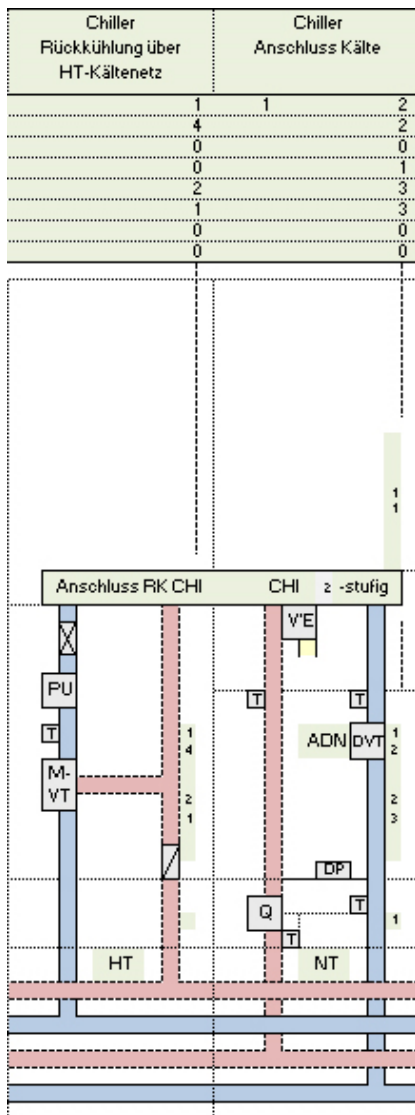 Chiller
Rückkühlung über
HT-Kältenetz
Chiller
Anschluss Kälte
1 1 2
4 2
0 0
0 1
2 3
1 3
0 0
0 0
1
1
Anschluss RK CHI CHI 2 -stufig
V'E
PU
T
T
T
1
4
ADN
DVT
1
2
M-
VT
2
1
2
3
DP
Q
T
1
T
HT
NT